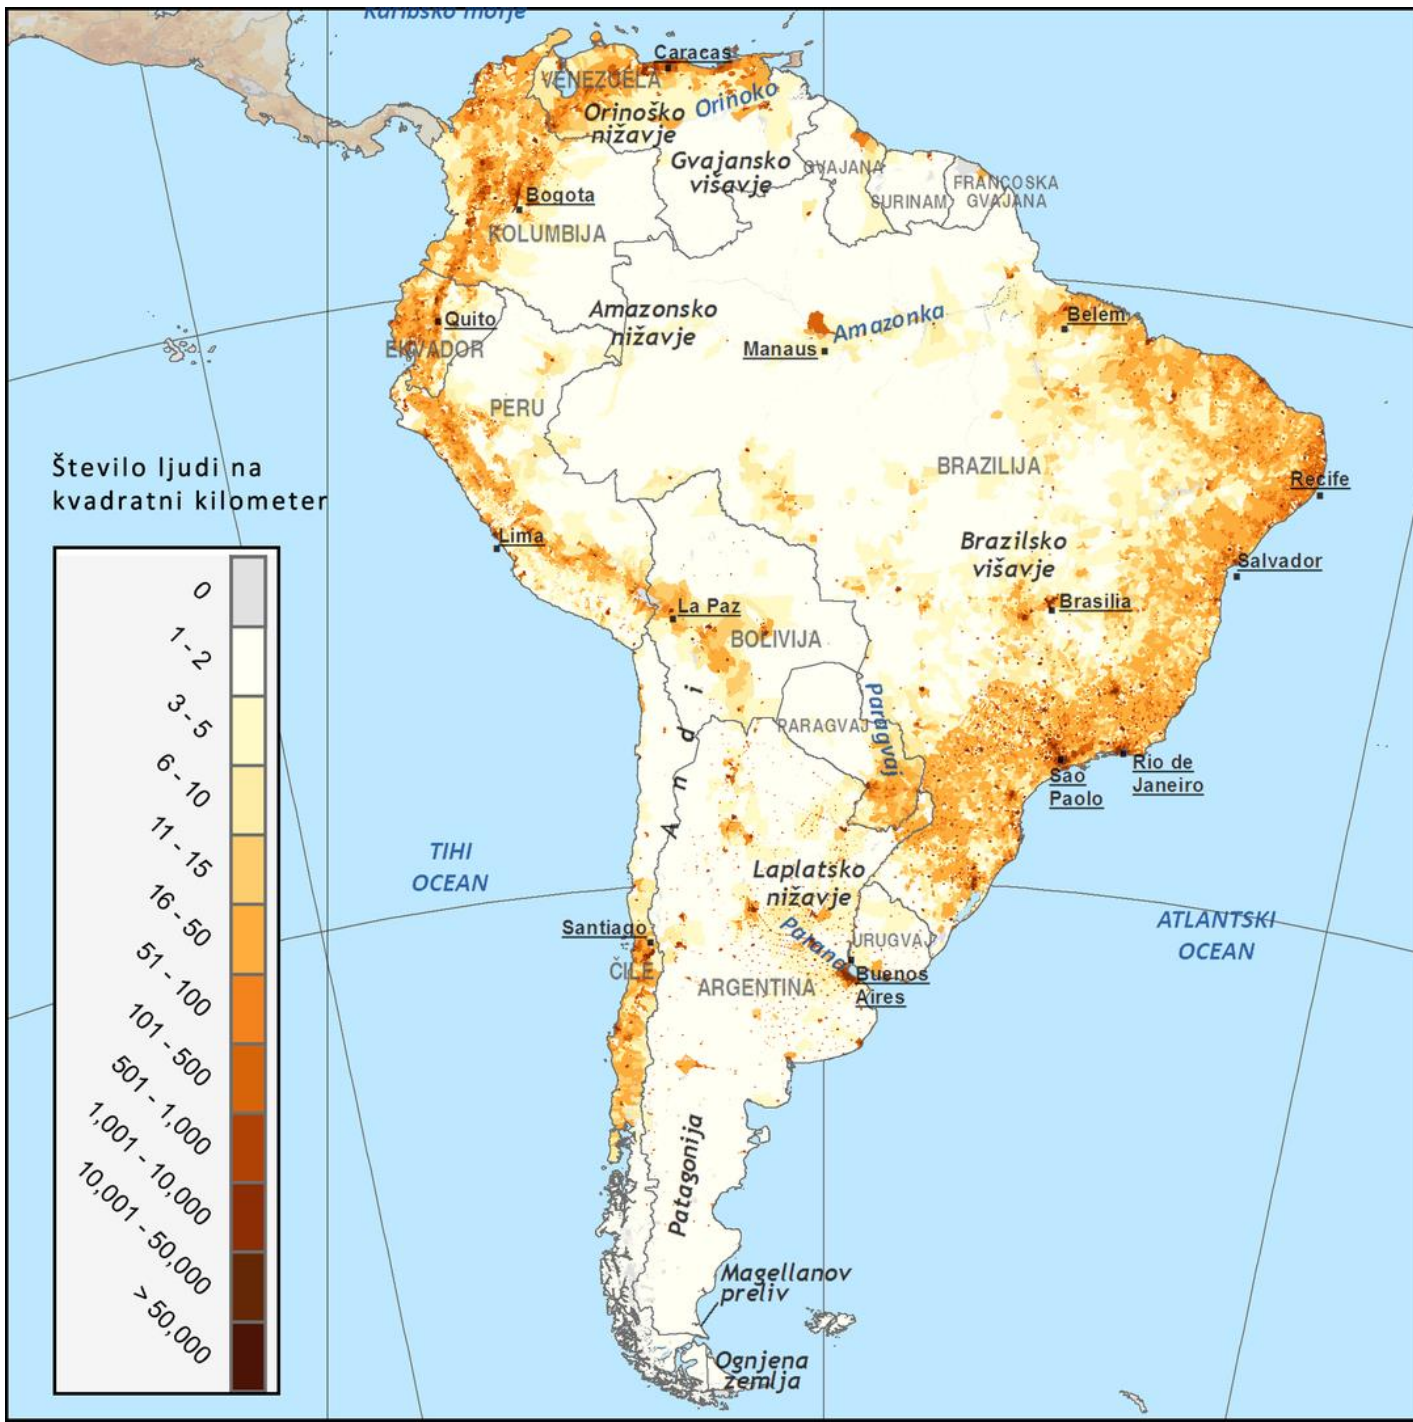 Karibsko morje
Caracas
VENEZUELA
Orinoko
Orinoško
nižavje
Gvajansko
višavje
GVAJANA
FRANCOSKA
GVAJANA
SURINAM
Bogota
KOLUMBIJA
Amazonsko
nižavje
Amazonka
Quito
EKVADOR
Manaus
Belem
PERU
BRAZILIJA
Število ljudi na
kvadratni kilometer
Recife
Lima
Brazilsko
višavje
Salvador
0
La Paz
Brasilia
1 - 2
BOLIVIJA
3 - 5
Andi
PARAGVAJ
Paragvaj
6 - 10
Sao
Paolo
Rio de
Janeiro
11 - 15
TIHI
OCEAN
Laplatsko
nižavje
16 - 50
Santiago
Parana
URUGVAJ
ATLANTSKI
OCEAN
51 - 100
ČILE
ARGENTINA
Buenos
Aires
101 - 500
501 - 1,000
1,001 - 10,000
Patagonija
10,001 - 50,000
Magellanov
preliv
> 50,000
Ognjena
zemlja